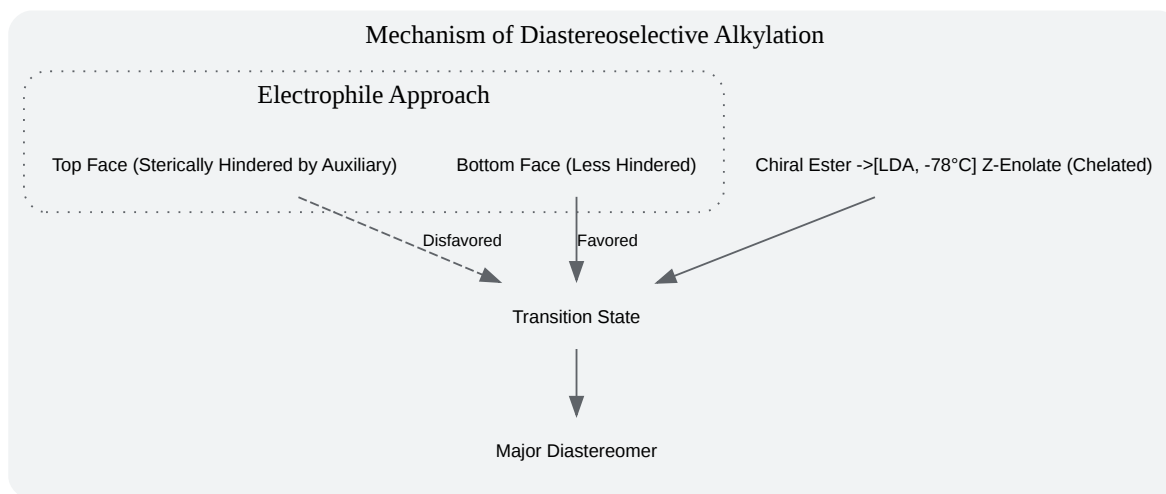 Mechanism of Diastereoselective Alkylation
Electrophile Approach
Top Face (Sterically Hindered by Auxiliary)
Bottom Face (Less Hindered)
Chiral Ester ->[LDA, -78°C] Z-Enolate (Chelated)
Disfavored
Favored
Transition State
Major Diastereomer